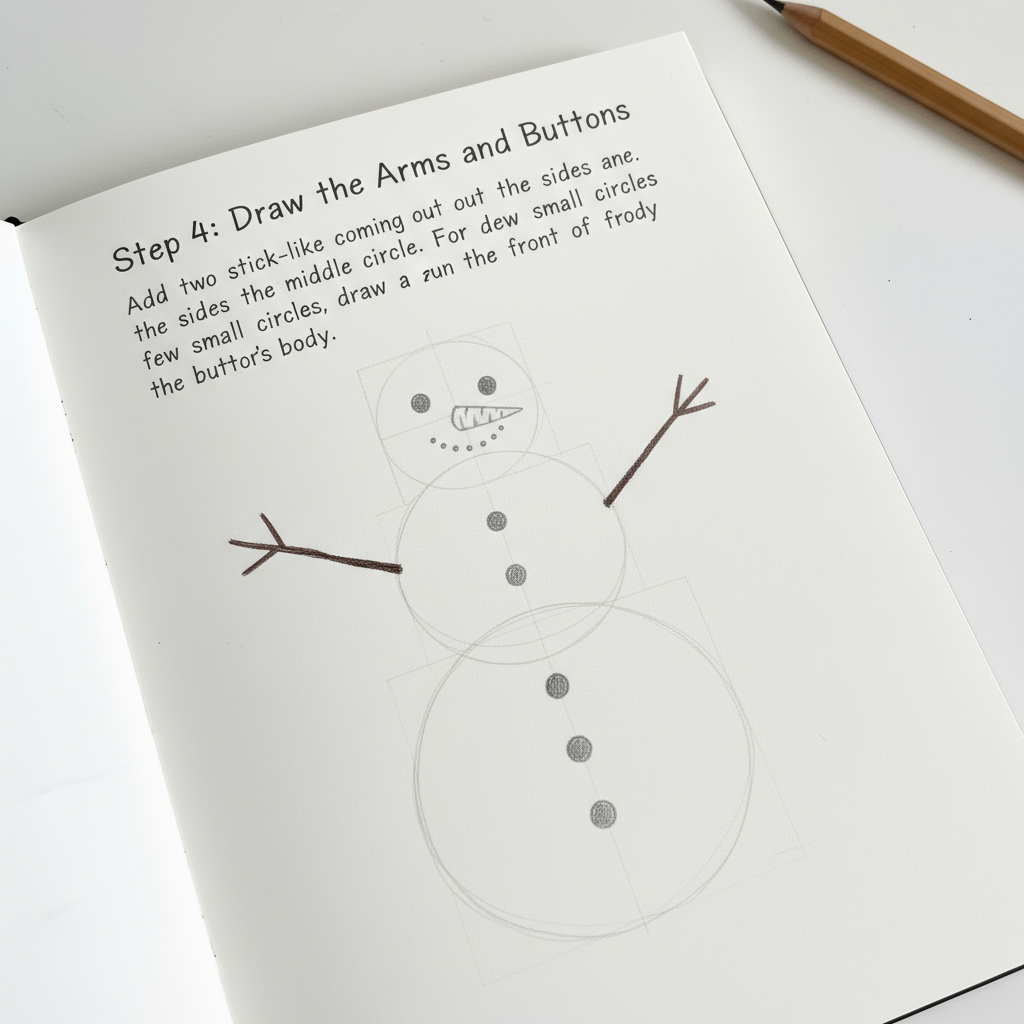 Step 4: Draw the Arms and Buttons
Add two stick-like coming out out the sides ane.
the sides the middle circle. For dew small circles
few small circles, draw a run the front of frody
the buttor's body.